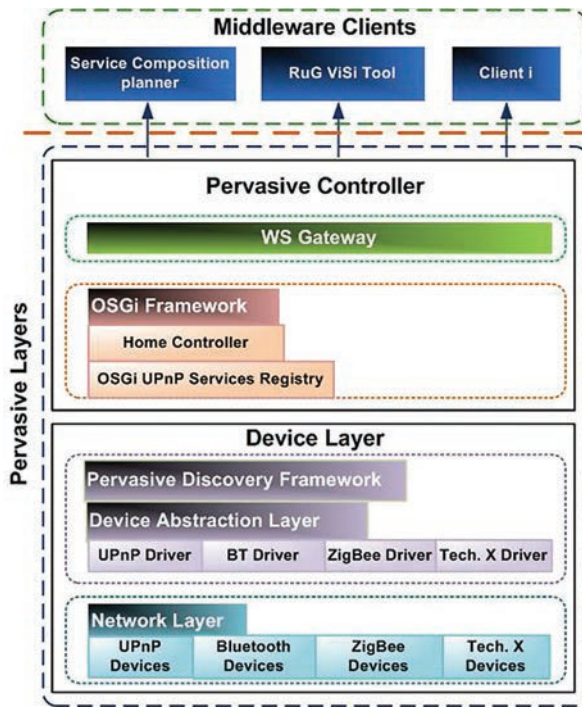 Middleware Clients
Service Composition
planner
RuG ViSi Tool
Client i
Pervasive Layers
Pervasive Controller
WS Gateway
OSGi Framework
Home Controller
OSGi UPnP Services Registry
Device Layer
Pervasive Discovery Framework
Device Abstraction Layer
UPnP Driver
BT Driver
ZigBee Driver
Tech. X Driver
Network Layer
UPnP
Devices
Bluetooth
Devices
ZigBee
Devices
Tech. X
Devices